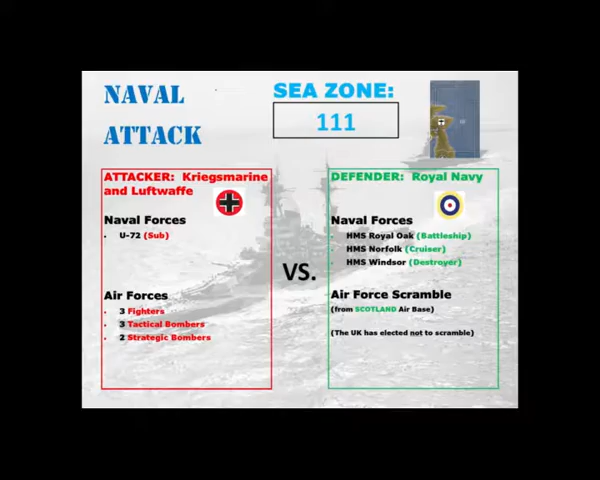 NAVAL
ATTACK
SEA ZONE:
111
ATTACKER: Kriegsmarine
and Luftwaffe
Naval Forces
• U-72 (Sub)
Air Forces
• 3 Fighters
• 3 Tactical Bombers
• 2 Strategic Bombers
VS.
DEFENDER: Royal Navy
Naval Forces
• HMS Royal Oak (Battleship)
HMS Norfolk (Cruiser)
• HMS Windsor (Destroyer)
Air Force Scramble
(from SCOTLAND Air Base)
(The UK has elected not to scramble)